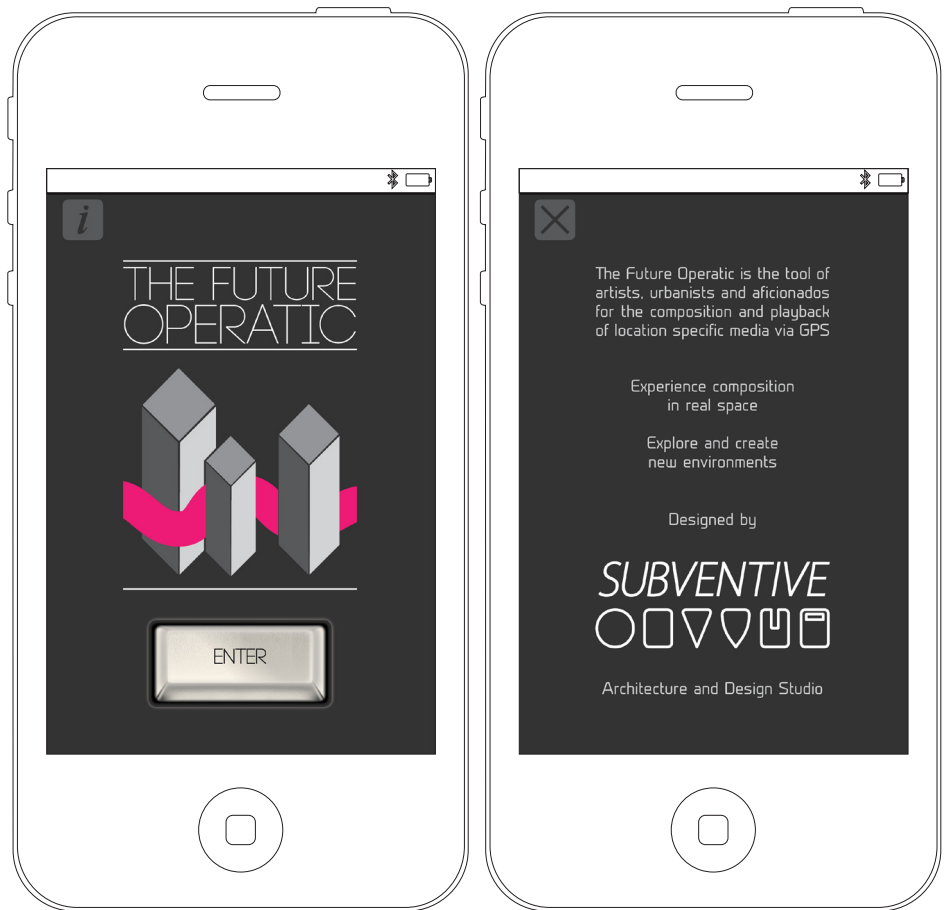 i
THE FUTURE
OPERATIC
ENTER
The Future Operatic is the tool of
artists, urbanists and aficionados
for the composition and playback
of location specific media via GPS
Experience composition
in real space
Explore and create
new environments
Designed by
SUBVENTIVE
Architecture and Design Studio